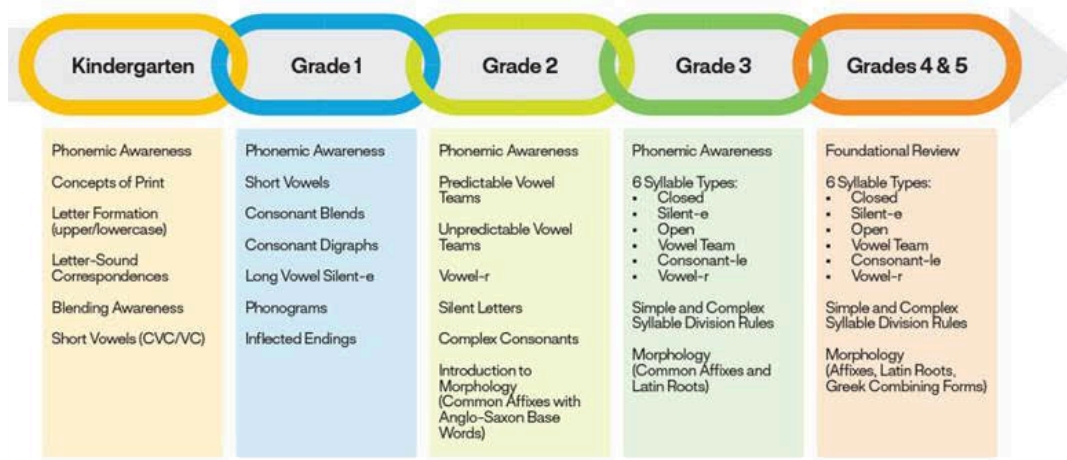 Kindergarten
Grade 1
Grade 2
Grade 3
Grades 4 & 5
Phonemic Awareness
Concepts of Print
Letter Formation
(upper/lowercase)
Letter-Sound
Correspondences
Blending Awareness
Short Vowels (CVC/VC)
Phonemic Awareness
Short Vowels
Consonant Blends
Consonant Digraphs
Long Vowel Silent-e
Phonograms
Inflected Endings
Phonemic Awareness
Predictable Vowel
Teams
Unpredictable Vowel
Teams
Vowel-r
Silent Letters
Complex Consonants
Introduction to
Morphology
(Common Affixes with
Anglo-Saxon Base
Words)
Phonemic Awareness
6 Syllable Types:
• Closed
• Silent-e
• Open
• Vowel Team
• Consonant-le
• Vowel-r
Simple and Complex
Syllable Division Rules
Morphology
(Common Affixes and
Latin Roots)
Foundational Review
6 Syllable Types:
• Closed
• Silent-e
• Open
• Vowel Team
• Consonant-le
• Vowel-r
Simple and Complex
Syllable Division Rules
Morphology
(Affixes, Latin Roots,
Greek Combining Forms)